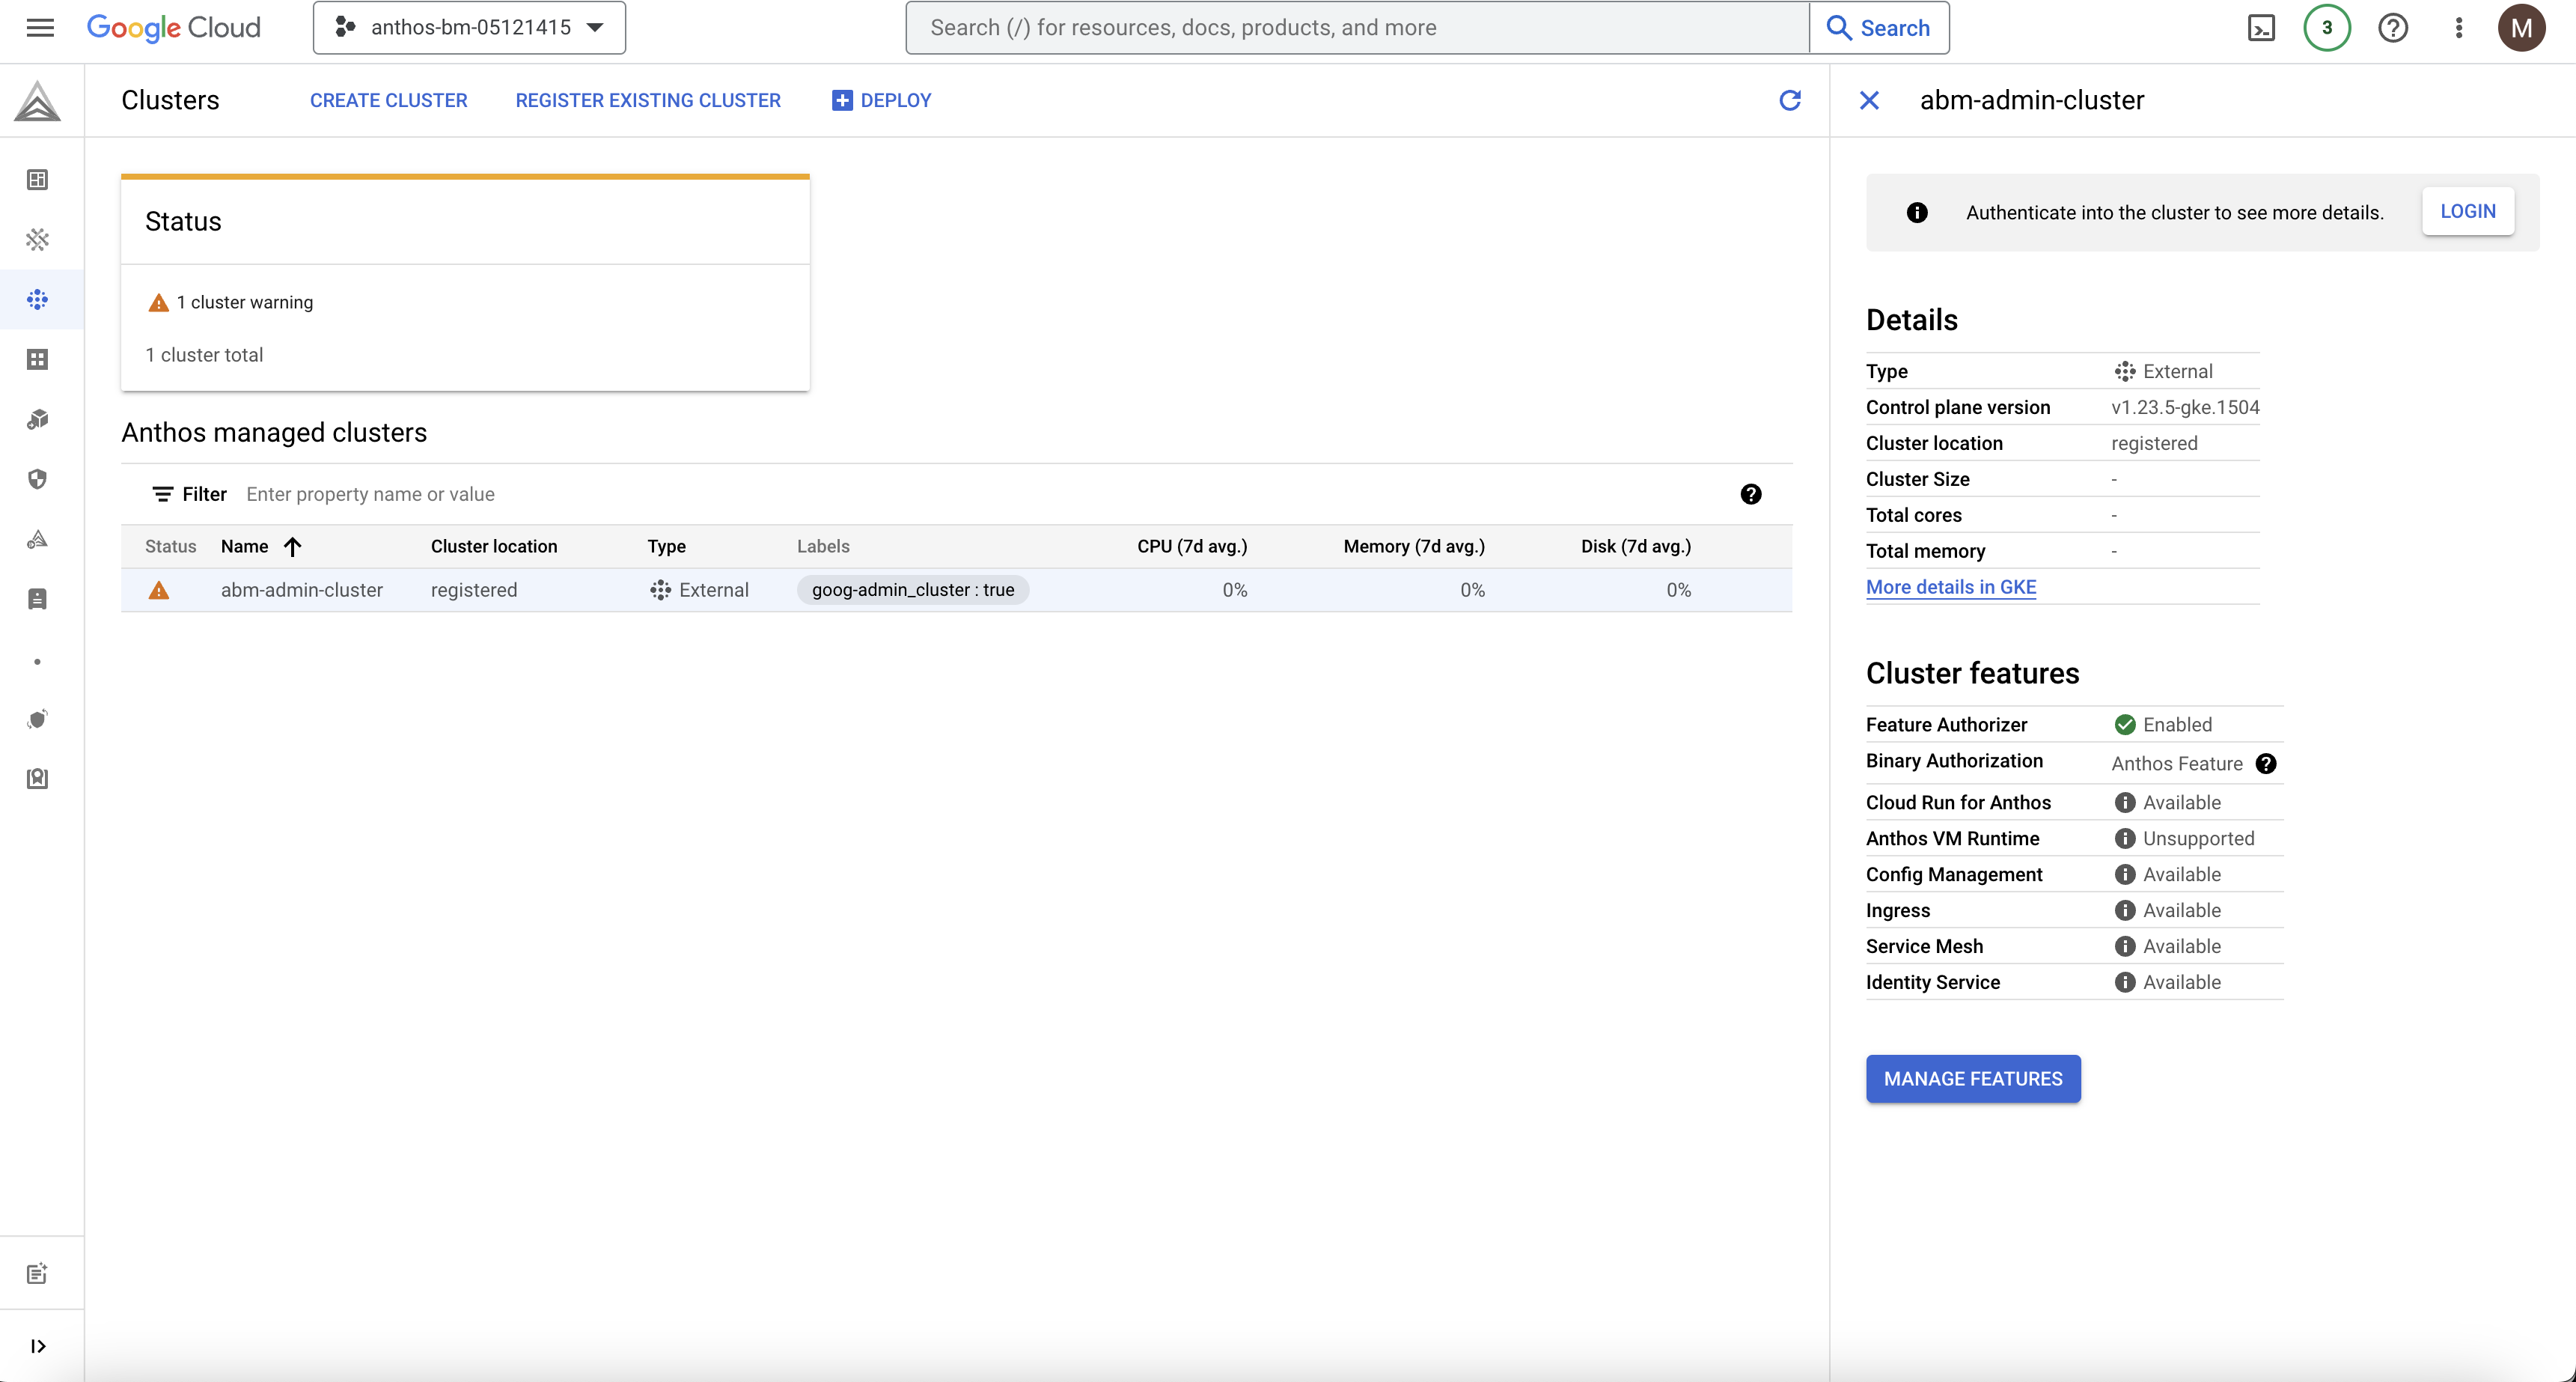 Google Cloud
anthos-bm-05121415
Search (/) for resources, docs, products, and more
Search
3
M
Clusters
CREATE CLUSTER
REGISTER EXISTING CLUSTER
DEPLOY
abm-admin-cluster
Authenticate into the cluster to see more details.
LOGIN
Status
1 cluster warning
1 cluster total
Anthos managed clusters
Filter Enter property name or value
Status Name Cluster location Type Labels CPU (7d avg.) Memory (7d avg.) Disk (7d avg.)
abm-admin-cluster registered External goog-admin_cluster : true 0% 0% 0%
Details
Type External
Control plane version v1.23.5-gke.1504
Cluster location registered
Cluster Size -
Total cores -
Total memory -
More details in GKE
Cluster features
Feature Authorizer Enabled
Binary Authorization Anthos Feature
Cloud Run for Anthos Available
Anthos VM Runtime Unsupported
Config Management Available
Ingress Available
Service Mesh Available
Identity Service Available
MANAGE FEATURES